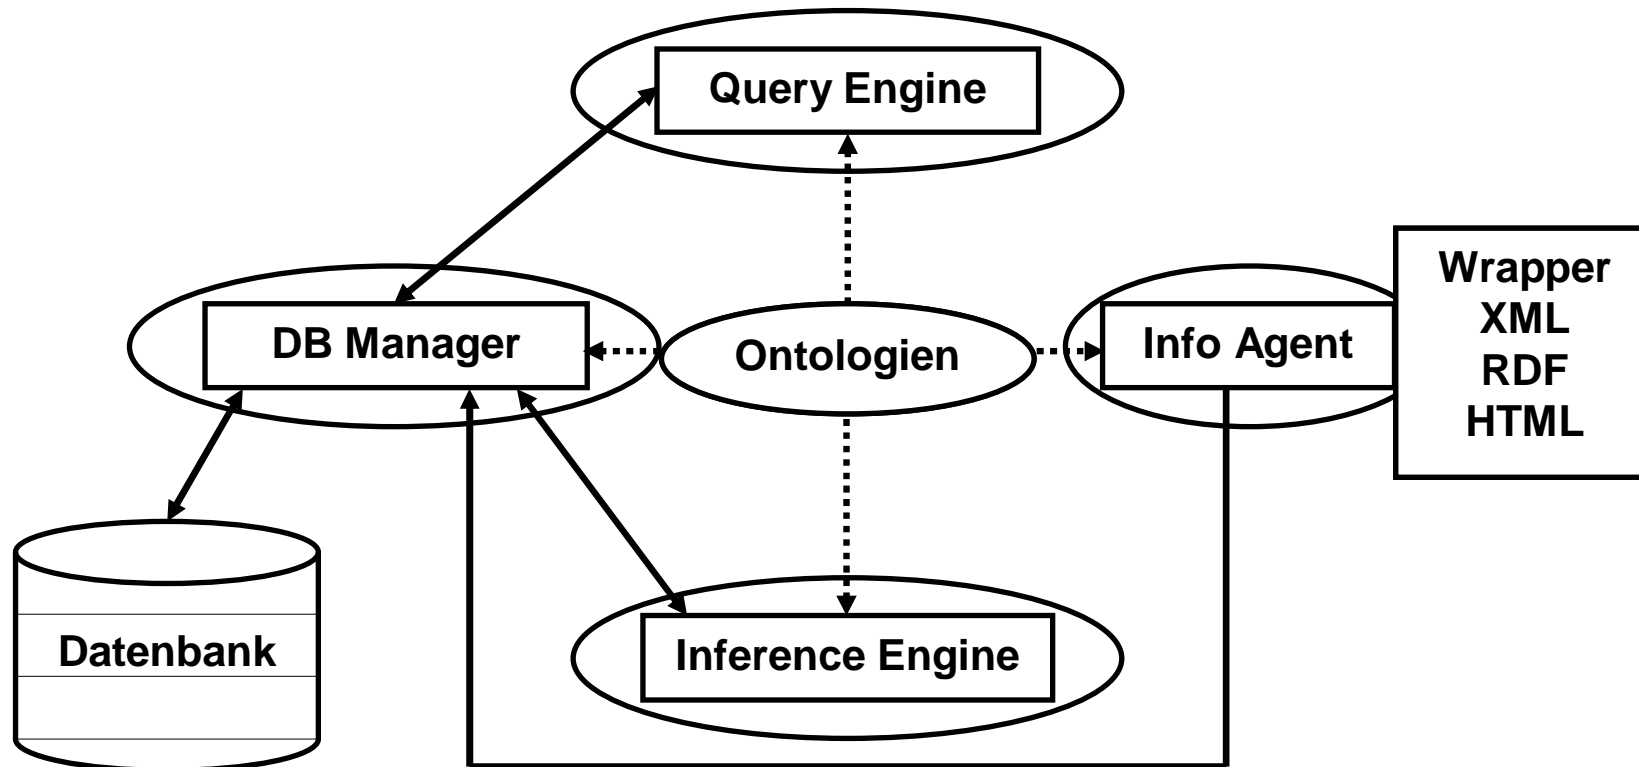 Query Engine
DB Manager
Ontologien
Info Agent
Wrapper
XML
RDF
HTML
Datenbank
Inference Engine